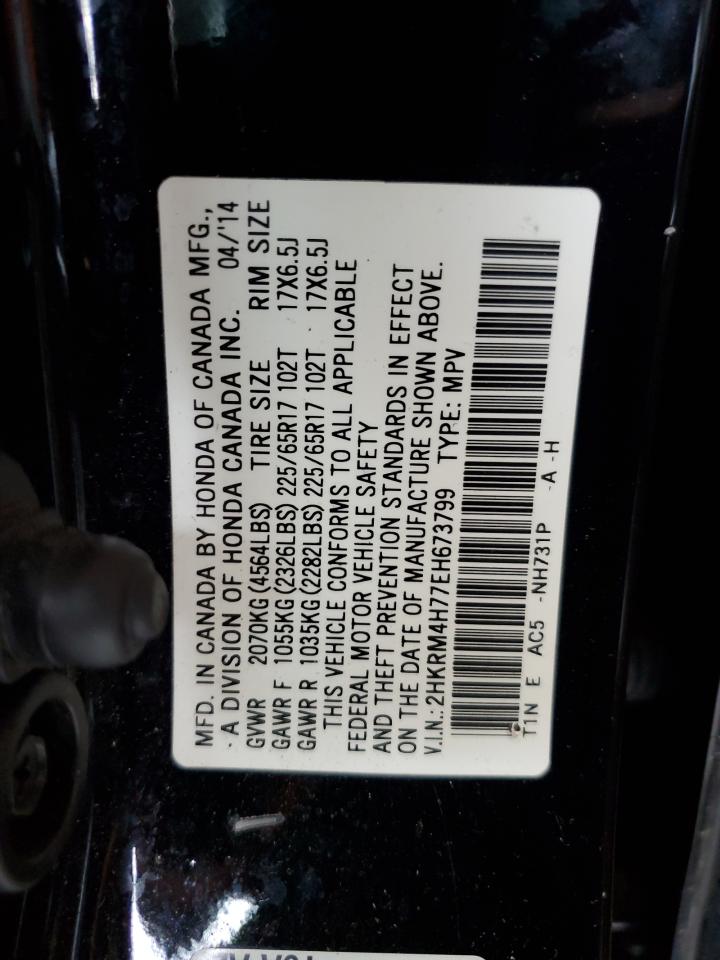 MFD. IN CANADA BY HONDA OF CANADA MFG.,
- A DIVISION OF HONDA CANADA INC. 04/'14
GVWR 2070KG (4564LBS) TIRE SIZE RIM SIZE
GAWR F 1055KG (2326LBS) 225/65R17 102T 17X6.5J
GAWR R 1035KG (2282LBS) 225/65R17 102T 17X6.5J
THIS VEHICLE CONFORMS TO ALL APPLICABLE
FEDERAL MOTOR VEHICLE SAFETY
AND THEFT PREVENTION STANDARDS IN EFFECT
ON THE DATE OF MANUFACTURE SHOWN ABOVE.
V.I.N.: 2HKRM4H77EH673799 TYPE: MPV
T1N E AC5 -NH731P -A -H